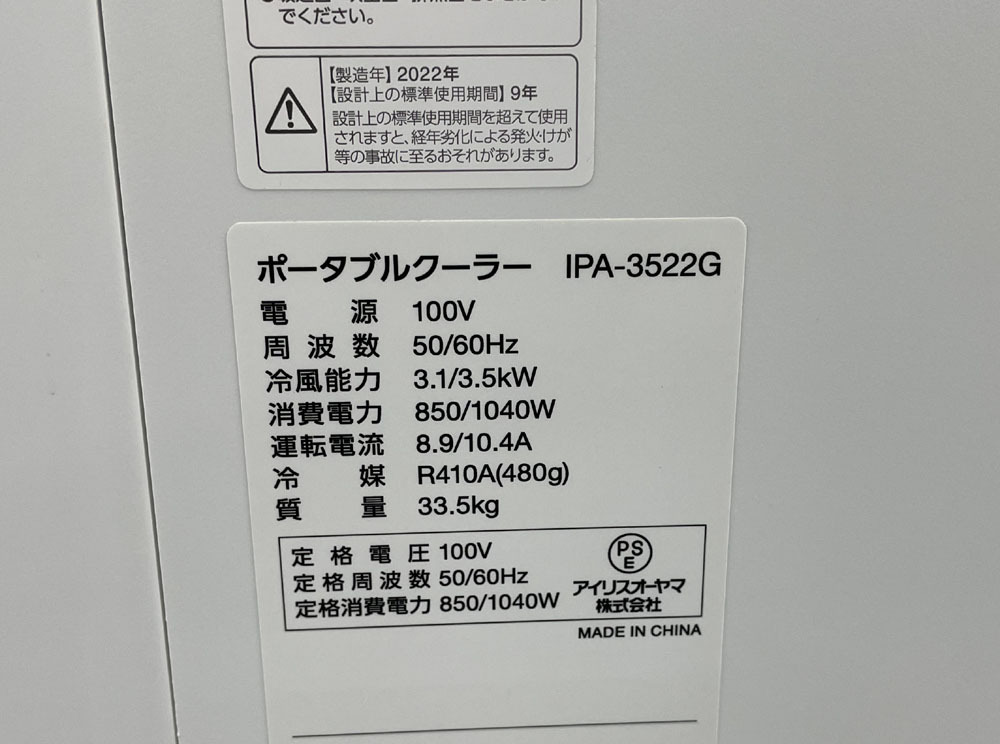 でください。
【製造年】2022年
【設計上の標準使用期間】9年
設計上の標準使用期間を超えて使用
されますと、経年劣化による発火・けが
等の事故に至るおそれがあります。
ポータブルクーラー IPA-3522G
電源 100V
周波数 50/60Hz
冷風能力 3.1/3.5kW
消費電力 850/1040W
運転電流 8.9/10.4A
冷媒 R410A(480g)
質量 33.5kg
定格電圧 100V
定格周波数 50/60Hz
定格消費電力 850/1040W
PS
E
アイリスオーヤマ
株式会社
MADE IN CHINA